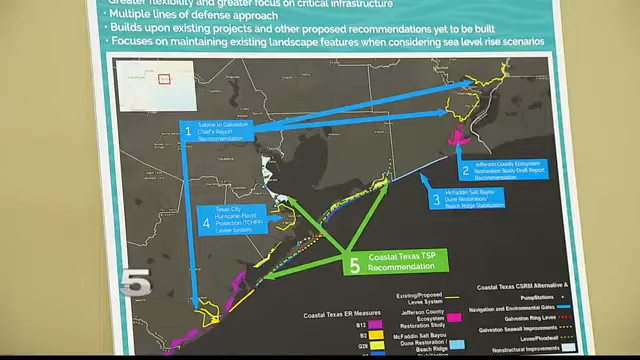 Greater flexibility and greater focus on critical infrastructure
• Multiple lines of defense approach
• Builds upon existing projects and other proposed recommendations yet to be built
• Focuses on maintaining existing landscape features when considering sea level rise scenarios
1
Sabine to Galveston
Chief's Report
Recommendation
2
Jefferson County Ecosystem
Restoration Study Draft Report
Recommendation
3
McFaddin Salt Bayou
Dune Restoration/
Beach Ridge Stabilization
4
Texas City
Hurricane-Flood
Protection (TCHFP)
Levee System
5
Coastal Texas TSP
Recommendation
5
Coastal Texas ER Measures
B12
B2
G28
Existing/Proposed
Levee System
Jefferson County
Ecosystem
Restoration Study
McFaddin Salt Bayou
Dune Restoration/
Beach Ridge
Coastal Texas CSRM Alternative A
PumpStations
Navigation and Environmental Gates
Galveston Ring Levee
Galveston Seawall Improvements
Levee/Floodwall
Nonstructural Improvements